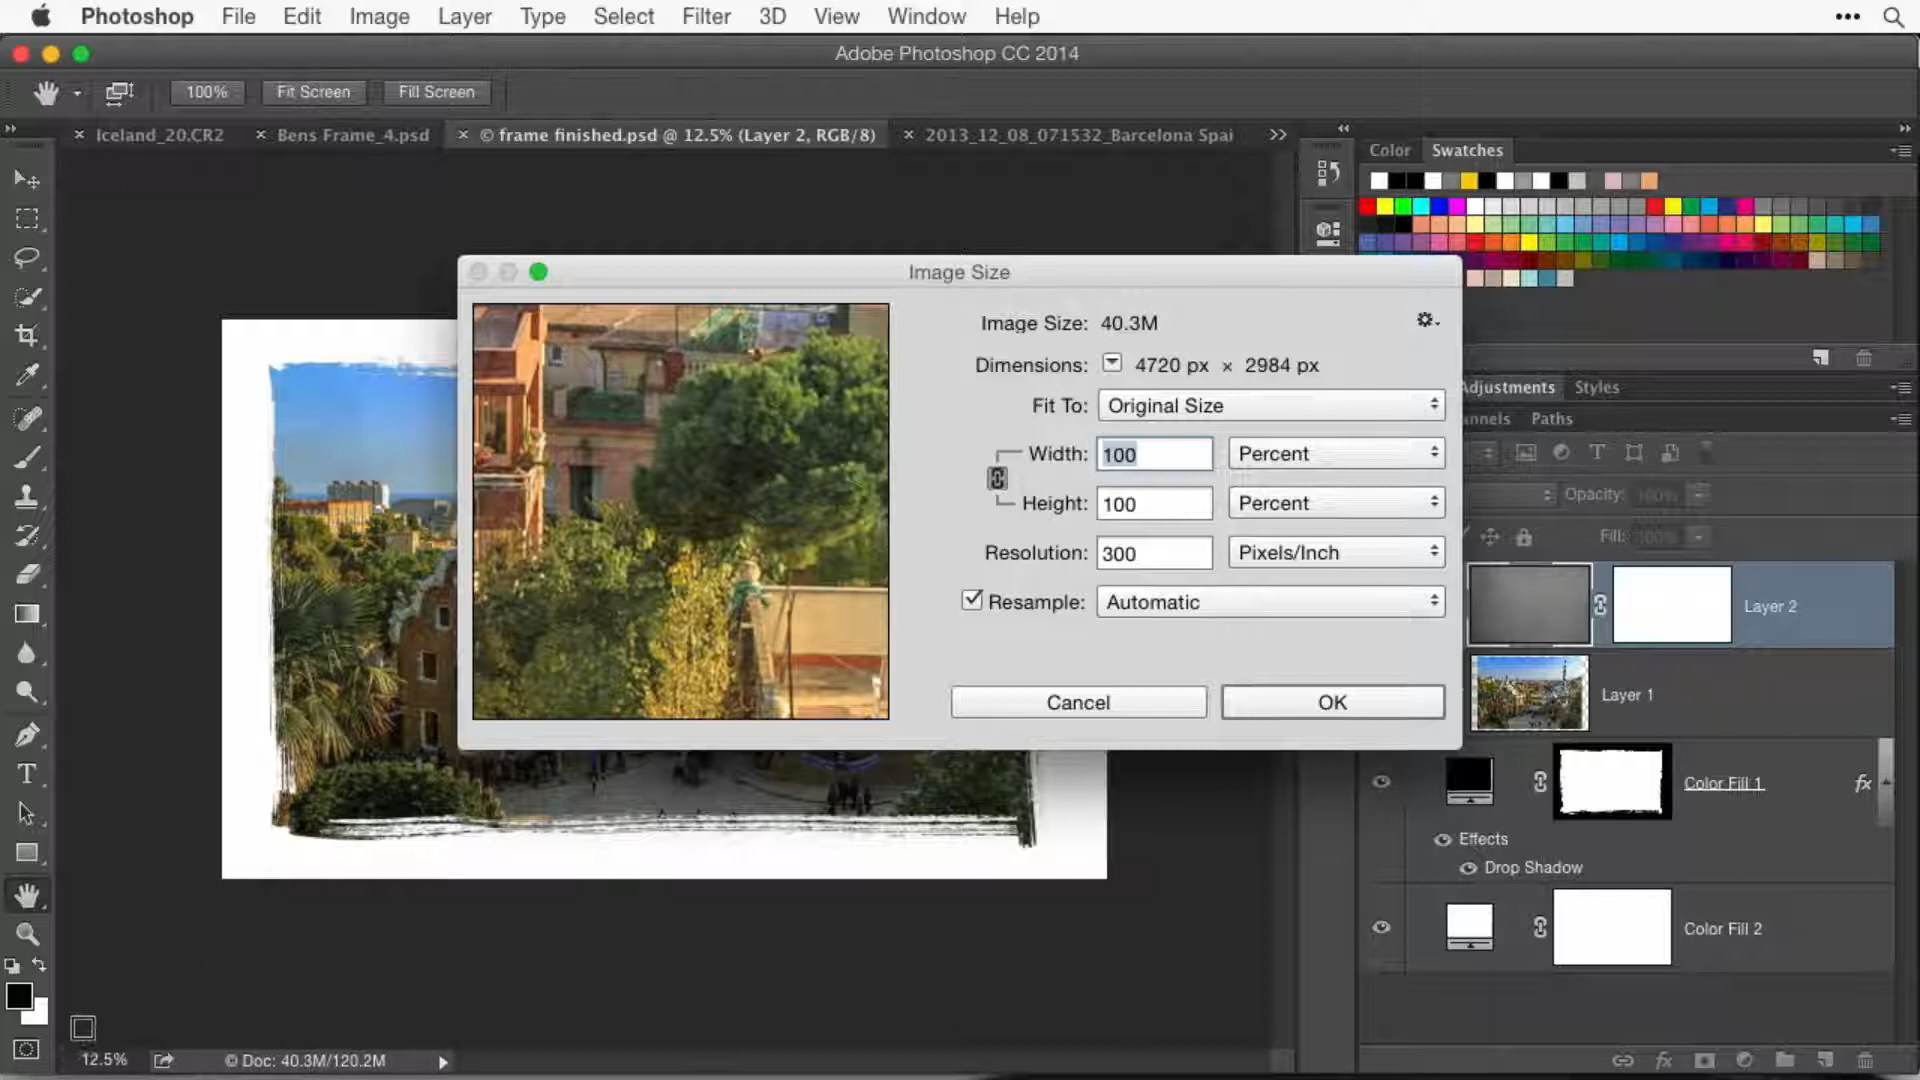 Photoshop File Edit Image Layer Type Select Filter 3D View Window Help
Adobe Photoshop CC 2014
100% Fit Screen Fill Screen
Iceland_20.CR2 Bens Frame_4.psd © frame finished.psd @ 12.5% (Layer 2, RGB/8) 2013_12_08_071532_Barcelona Spai
Color Swatches
Image Size
Image Size: 40.3M
Dimensions: 4720 px × 2984 px
Fit To: Original Size
Width: 100 Percent
Height: 100 Percent
Resolution: 300 Pixels/Inch
Resample: Automatic
Cancel OK
Adjustments Styles
annels Paths
Opacity: 100%
Fill: 100%
Layer 2
Layer 1
Color Fill 1 fx
Effects
Drop Shadow
Color Fill 2
12.5% © Doc: 40.3M/120.2M
fx